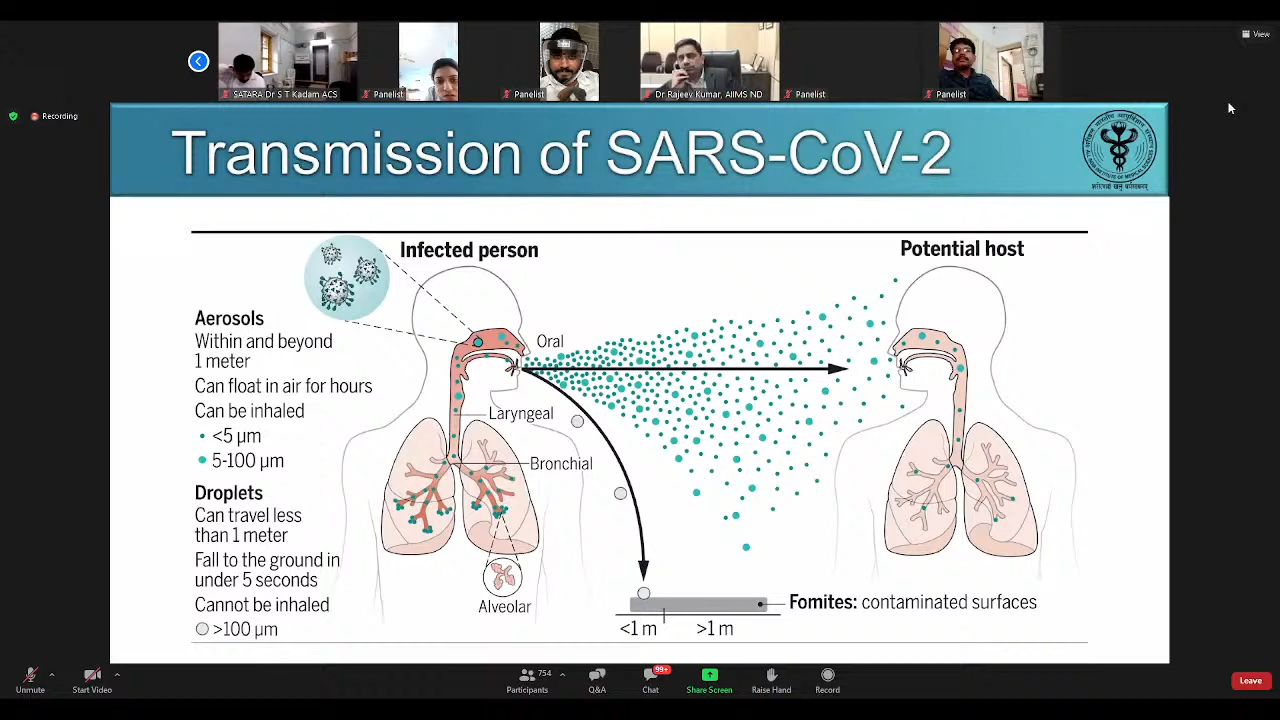 View
SATARA Dr S T Kadam ACS
Panelist
Panelist
Dr Rajeev Kumar, AIIMS ND
Panelist
Panelist
Recording
Transmission of SARS-CoV-2
Infected person
Potential host
Aerosols
Within and beyond
1 meter
Can float in air for hours
Can be inhaled
<5 µm
5-100 µm
Droplets
Can travel less
than 1 meter
Fall to the ground in
under 5 seconds
Cannot be inhaled
>100 µm
Oral
Laryngeal
Bronchial
Alveolar
Fomites: contaminated surfaces
<1 m
>1 m
Unmute
Start Video
754
Participants
Q&A
99+
Chat
Share Screen
Raise Hand
Record
Leave